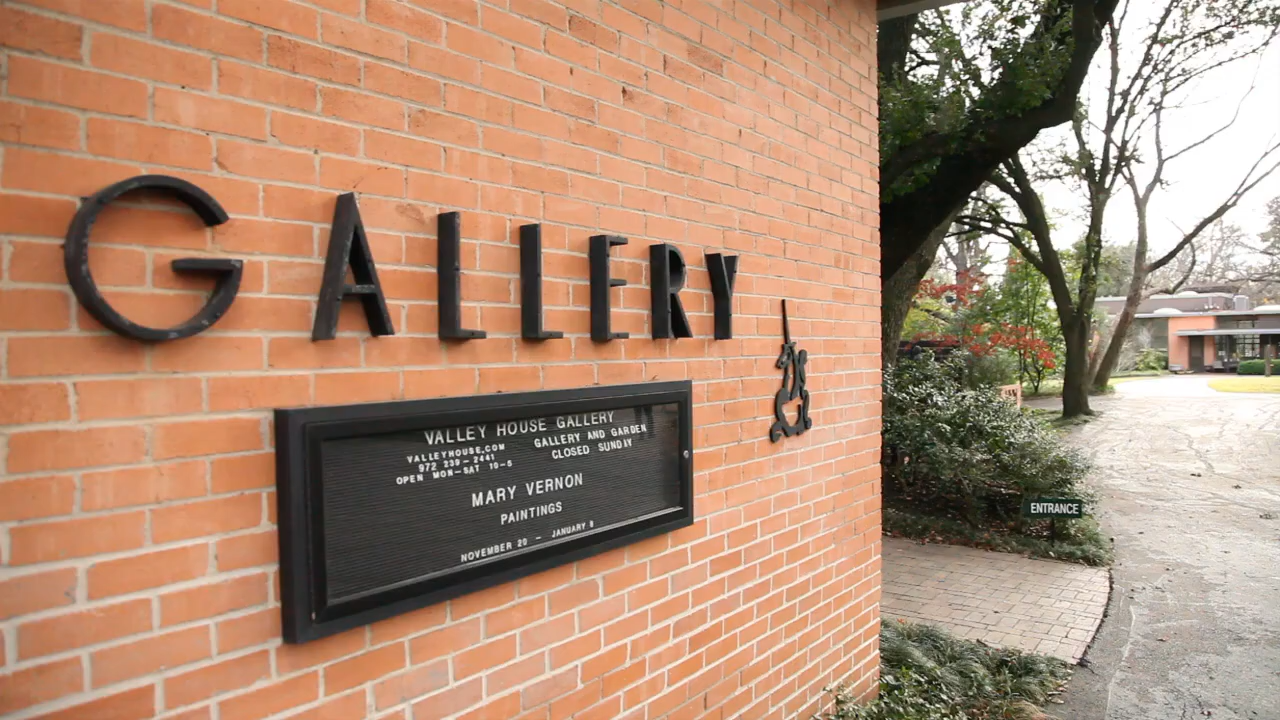 GALLERY
VALLEY HOUSE GALLERY
VALLEYHOUSE.COM
972 239-2441
OPEN MON-SAT 10-5
GALLERY AND GARDEN
CLOSED SUNDAY
MARY VERNON
PAINTINGS
NOVEMBER 20 - JANUARY 8
ENTRANCE